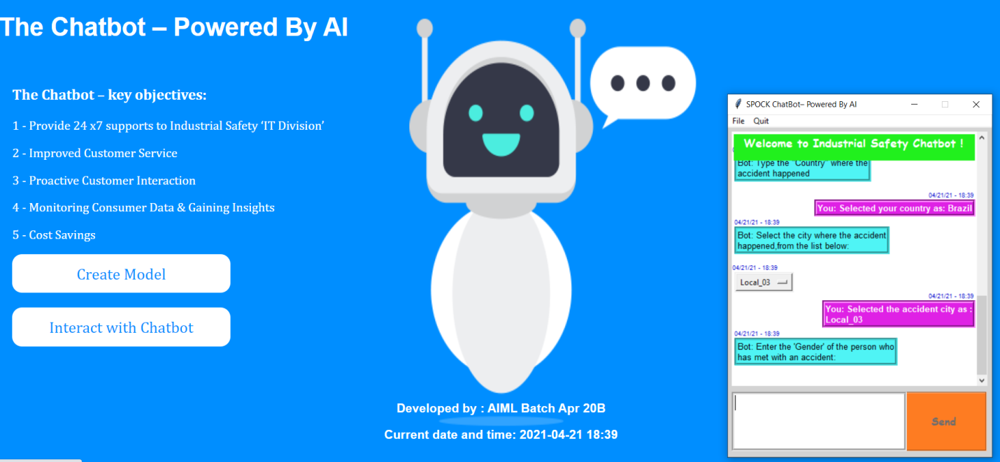 The Chatbot – Powered By AI
The Chatbot – key objectives:
1 - Provide 24 x7 supports to Industrial Safety ‘IT Division’
2 - Improved Customer Service
3 - Proactive Customer Interaction
4 - Monitoring Consumer Data & Gaining Insights
5 - Cost Savings
Create Model
Interact with Chatbot
Developed by : AIML Batch Apr 20B
Current date and time: 2021-04-21 18:39
SPOCK ChatBot– Powered By AI
File Quit
Welcome to Industrial Safety Chatbot !
Bot: Type the "Country" where the
accident happened
04/21/21 - 18:39
You: Selected your country as: Brazil
04/21/21 - 18:39
Bot: Select the city where the accident
happened,from the list below:
04/21/21 - 18:39
Local_03
04/21/21 - 18:39
You: Selected the accident city as :
Local_03
04/21/21 - 18:39
Bot: Enter the 'Gender' of the person who
has met with an accident:
Send